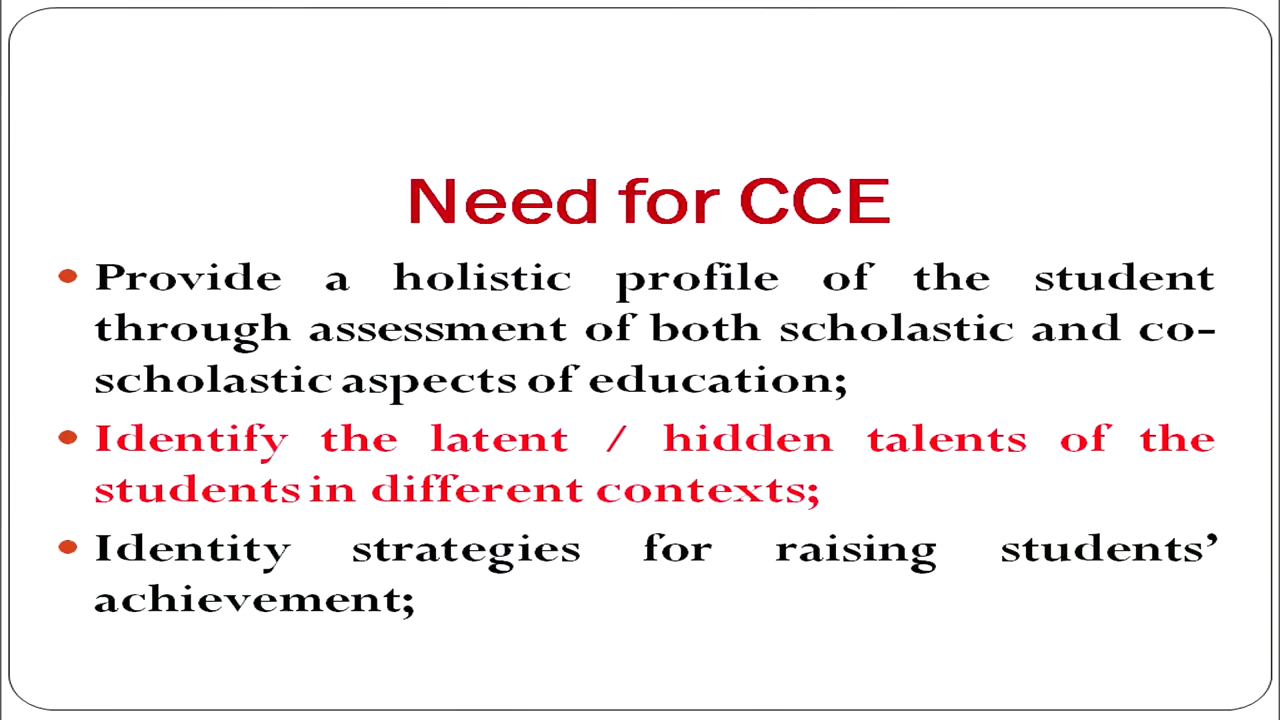 Need for CCE
• Provide a holistic profile of the student
through assessment of both scholastic and co-
scholastic aspects of education;
• Identify the latent / hidden talents of the
students in different contexts;
• Identity strategies for raising students’
achievement;